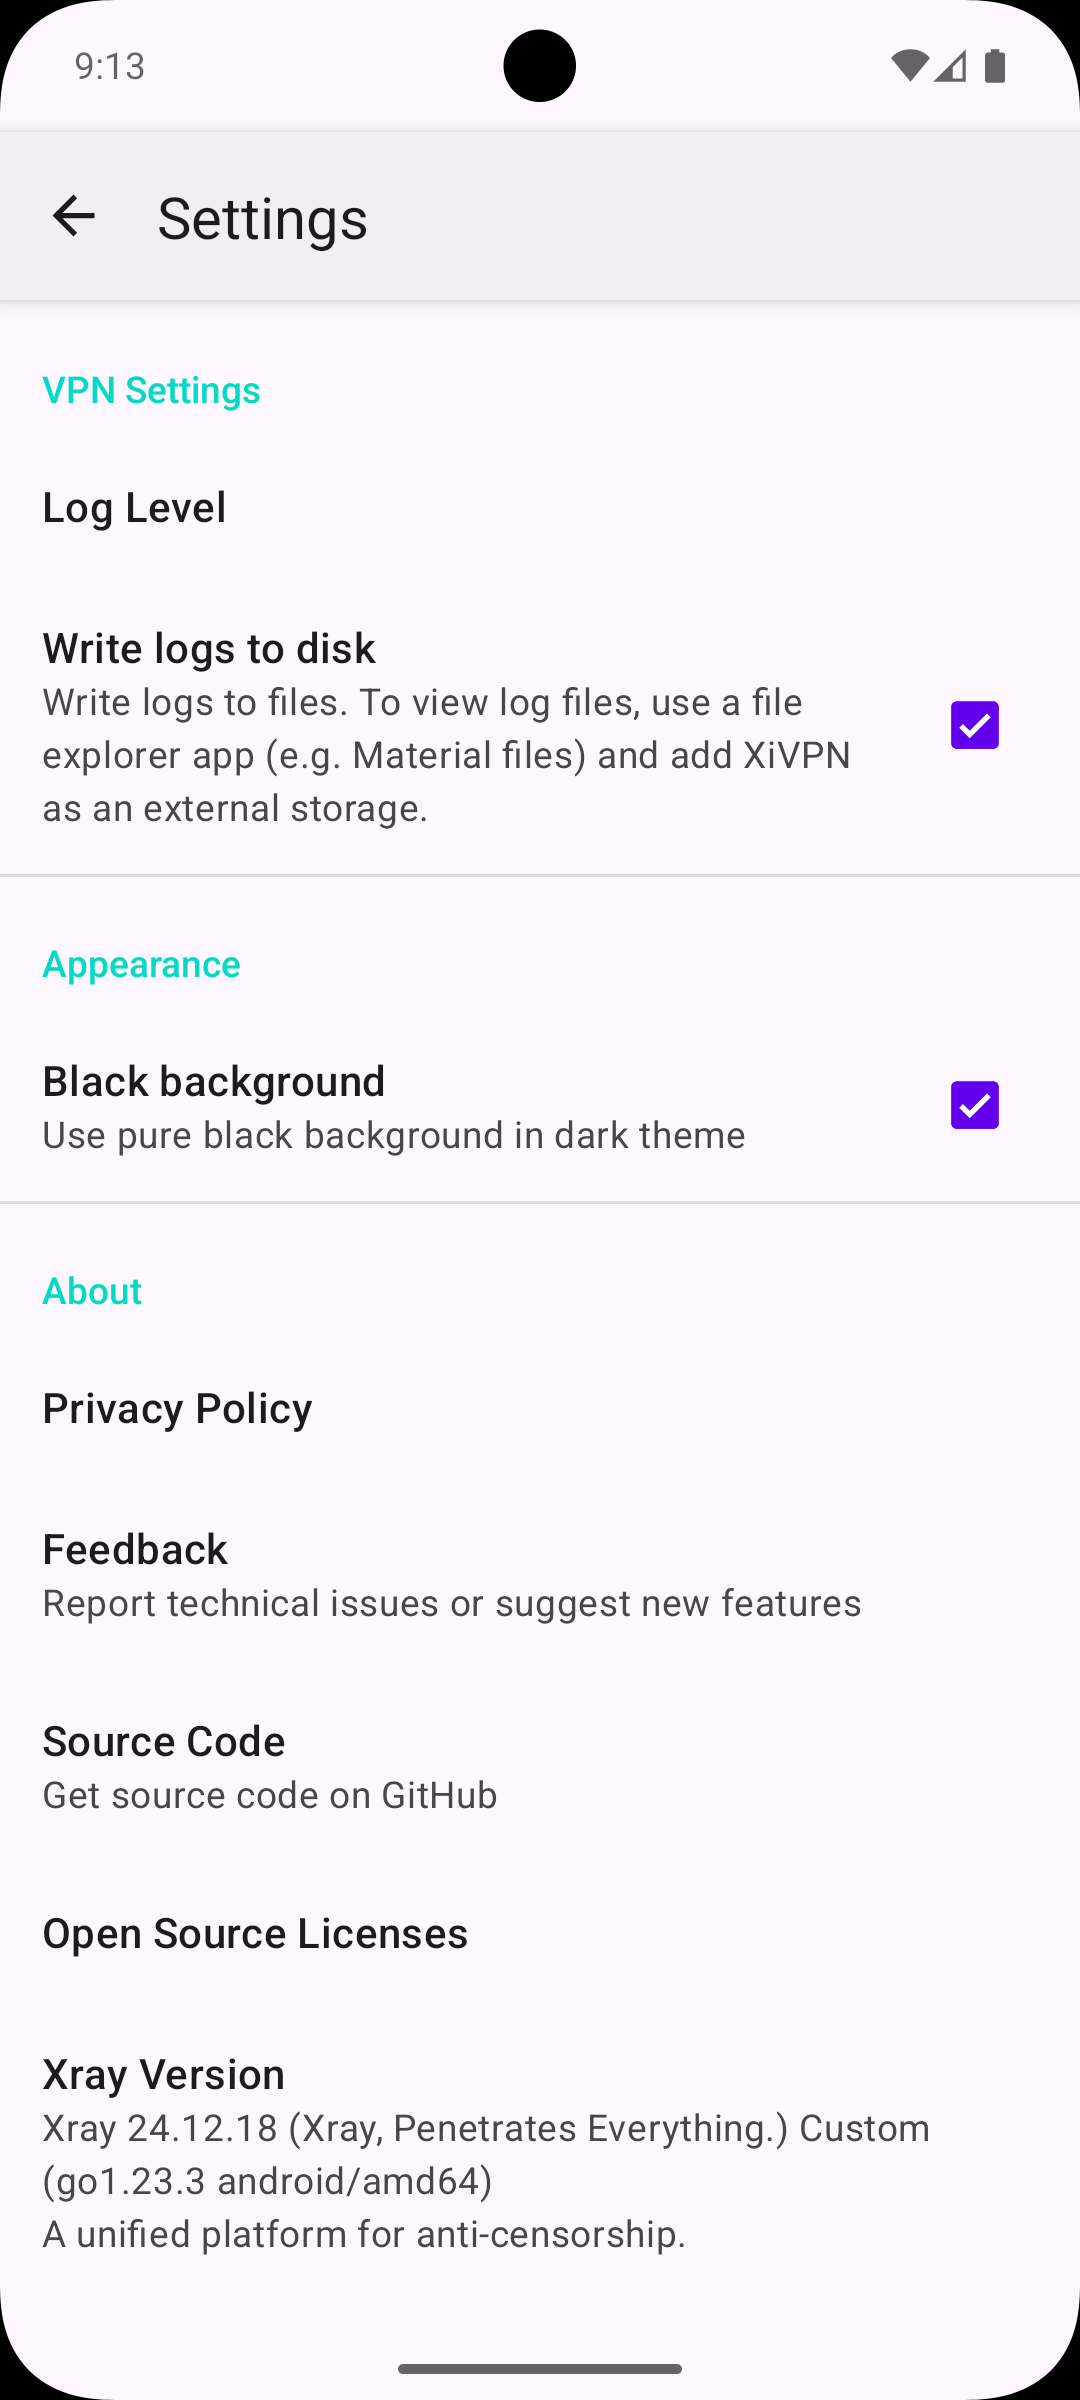 9:13
Settings
VPN Settings
Log Level
Write logs to disk
Write logs to files. To view log files, use a file
explorer app (e.g. Material files) and add XiVPN
as an external storage.
Appearance
Black background
Use pure black background in dark theme
About
Privacy Policy
Feedback
Report technical issues or suggest new features
Source Code
Get source code on GitHub
Open Source Licenses
Xray Version
Xray 24.12.18 (Xray, Penetrates Everything.) Custom
(go1.23.3 android/amd64)
A unified platform for anti-censorship.